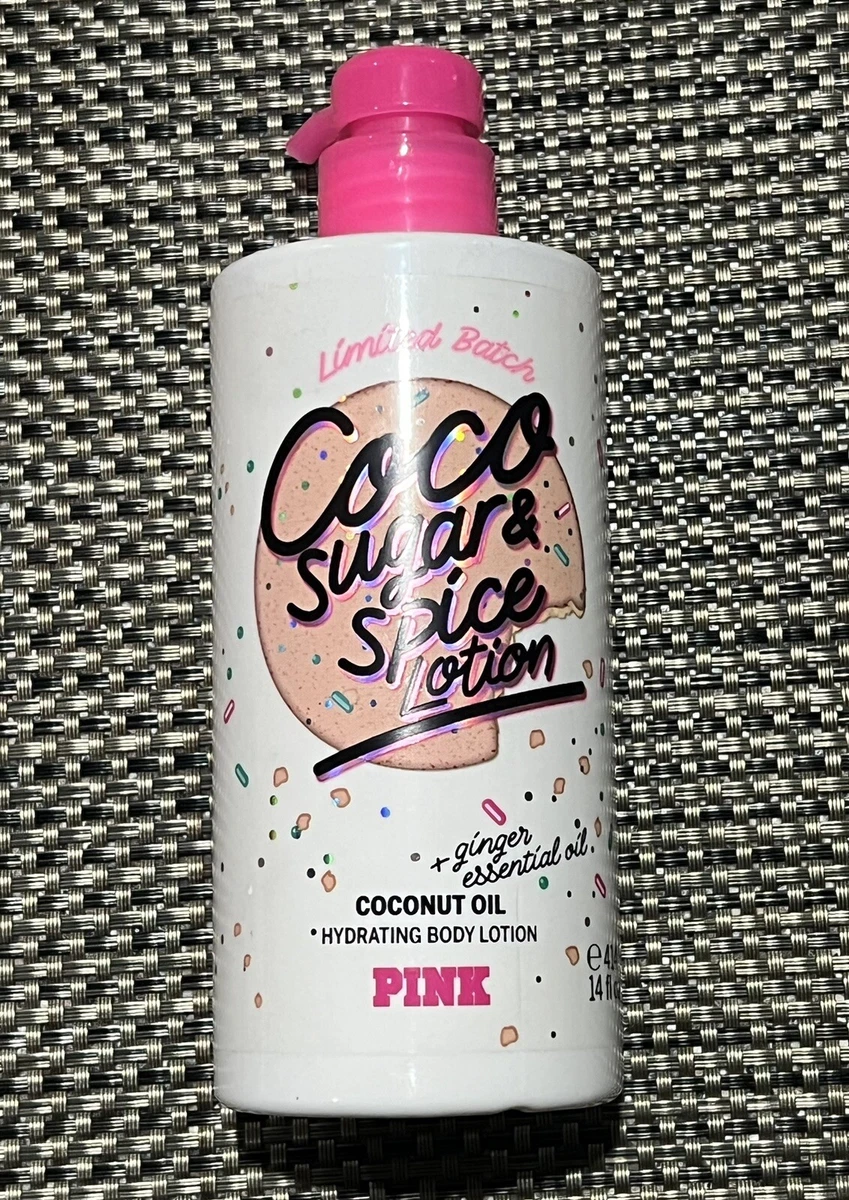 Limited Batch
Coco
Sugar &
Spice
Lotion
+ ginger
essential oil.
COCONUT OIL
• HYDRATING BODY LOTION
PINK
℮
14 fl